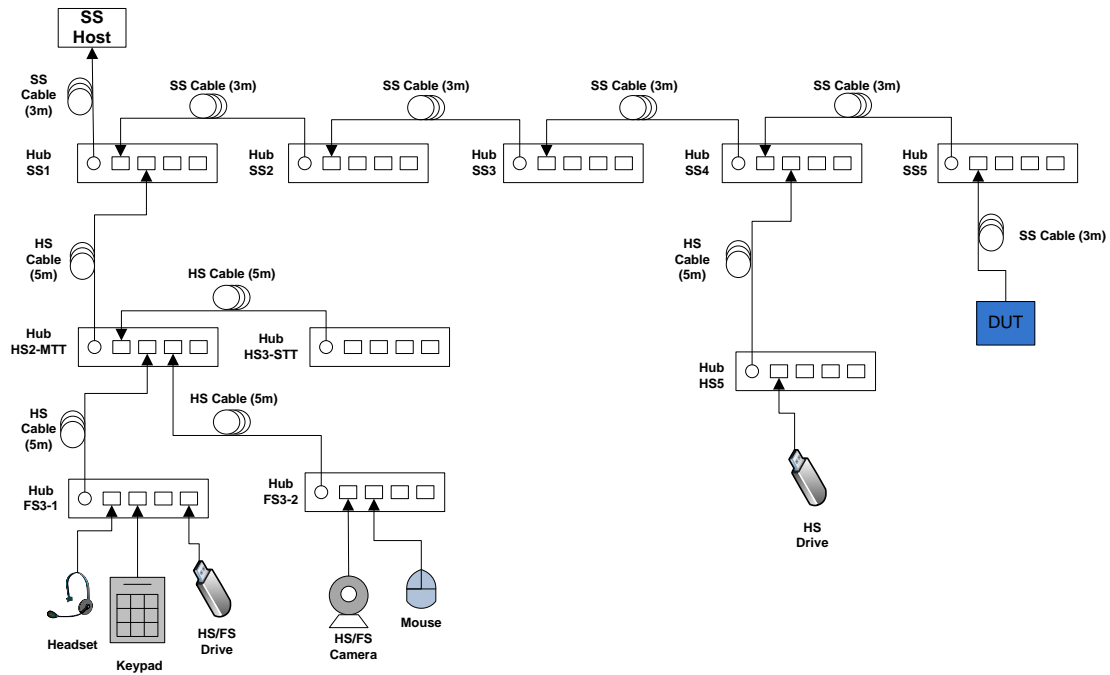 SS
Host
SS
Cable
(3m)
SS Cable (3m)
SS Cable (3m)
SS Cable (3m)
SS Cable (3m)
Hub
SS1
Hub
SS2
Hub
SS3
Hub
SS4
Hub
SS5
HS
Cable
(5m)
HS Cable (5m)
HS
Cable
(5m)
SS Cable (3m)
DUT
Hub
HS2-MTT
Hub
HS3-STT
Hub
HS5
HS
Cable
(5m)
HS Cable (5m)
Hub
FS3-1
Hub
FS3-2
HS
Drive
Headset
Keypad
HS/FS
Drive
HS/FS
Camera
Mouse